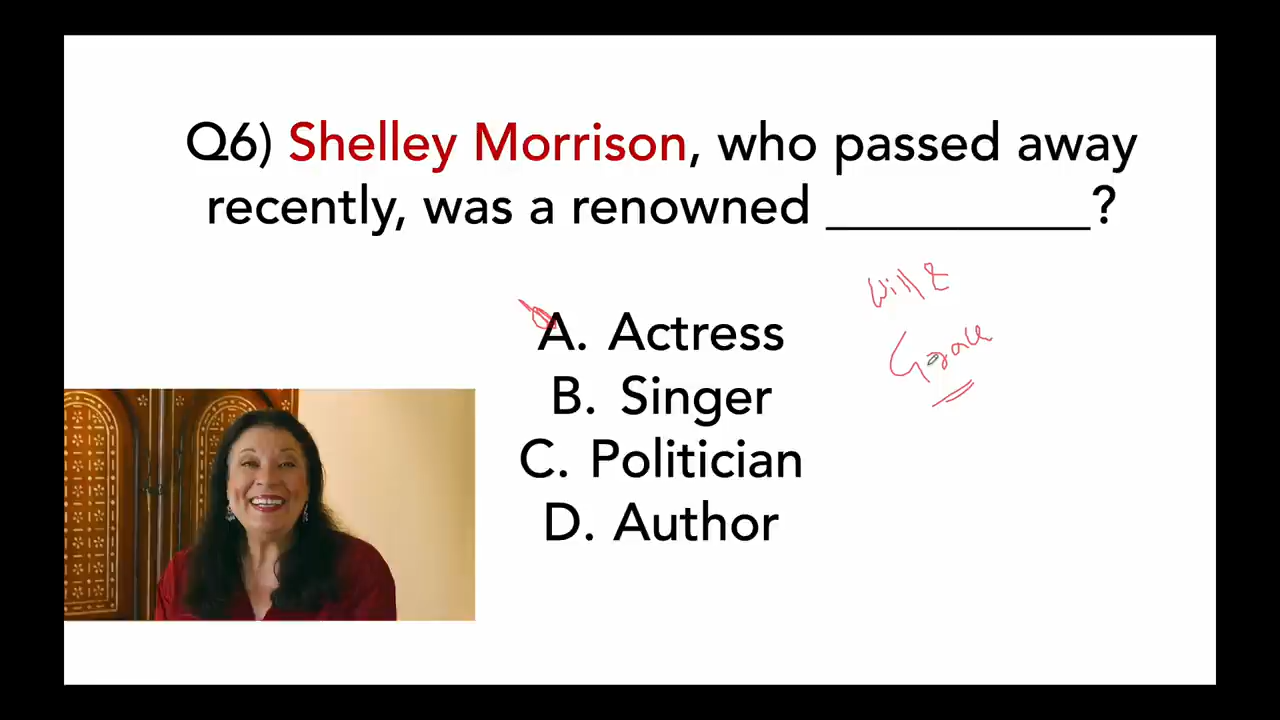 Q6) Shelley Morrison, who passed away
recently, was a renowned __________?
Will &
Grace
A. Actress
B. Singer
C. Politician
D. Author